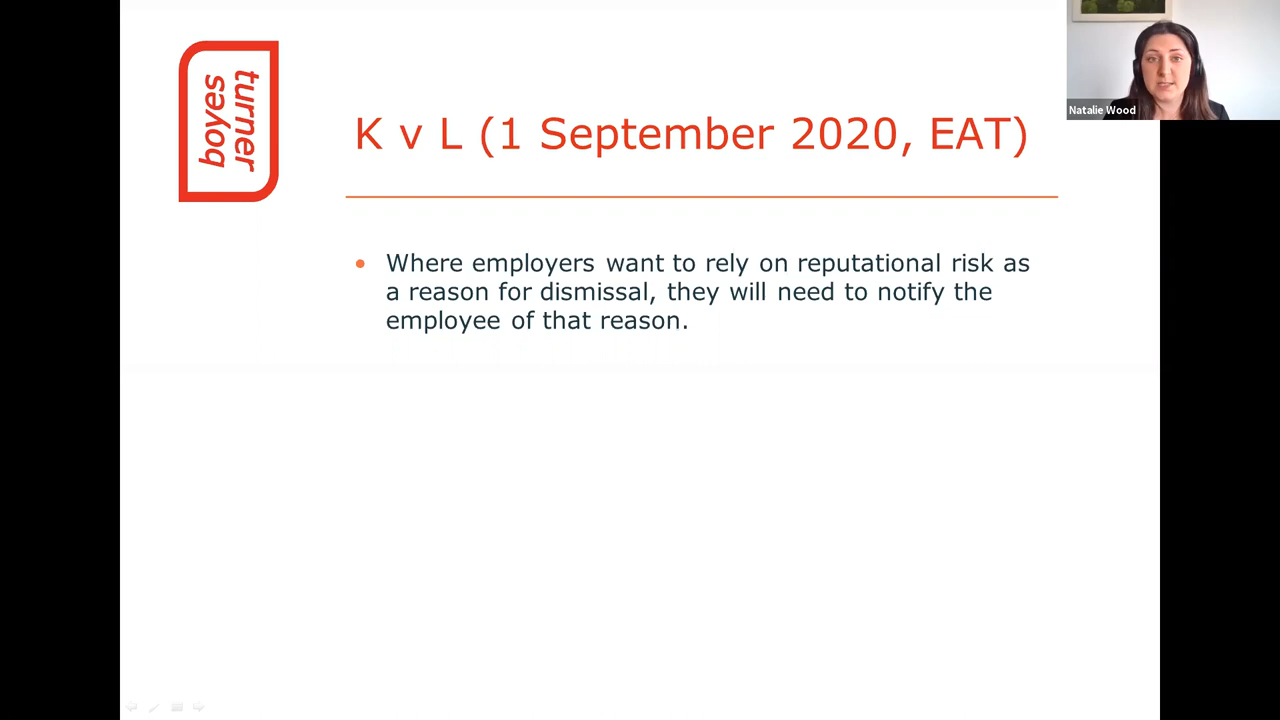 boyes
turner
K v L (1 September 2020, EAT)
Natalie Wood
• Where employers want to rely on reputational risk as
a reason for dismissal, they will need to notify the
employee of that reason.